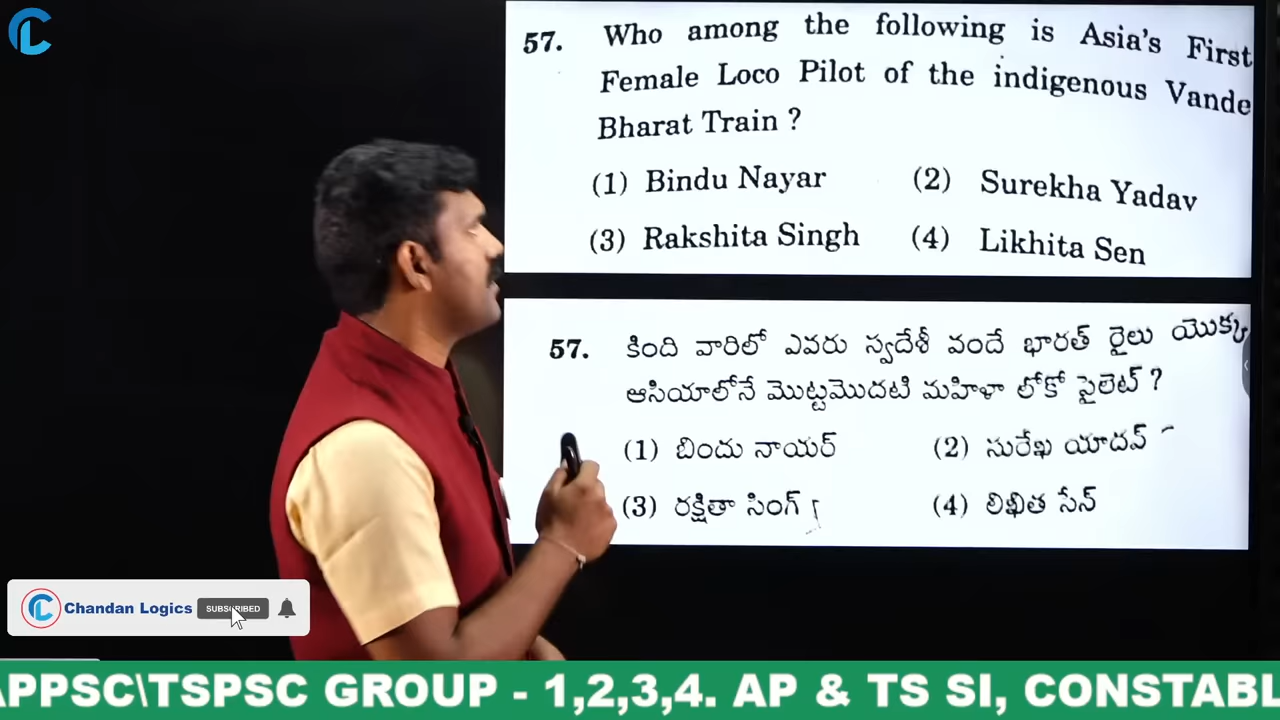 57. Who among the following is Asia's First
Female Loco Pilot of the indigenous Vande
Bharat Train ?
(1) Bindu Nayar (2) Surekha Yadav
(3) Rakshita Singh (4) Likhita Sen
57. కింది వారిలో ఎవరు స్వదేశీ వందే భారత్ రైలు యొక్క
ఆసియాలోనే మొట్టమొదటి మహిళా లోకో పైలెట్ ?
(1) బిందు నాయర్ (2) సురేఖ యాదవ్
(3) రక్షితా సింగ్ (4) లిఖిత సేన్
Chandan Logics SUBSCRIBED
APPSC\TSPSC GROUP - 1,2,3,4. AP & TS SI, CONSTABL